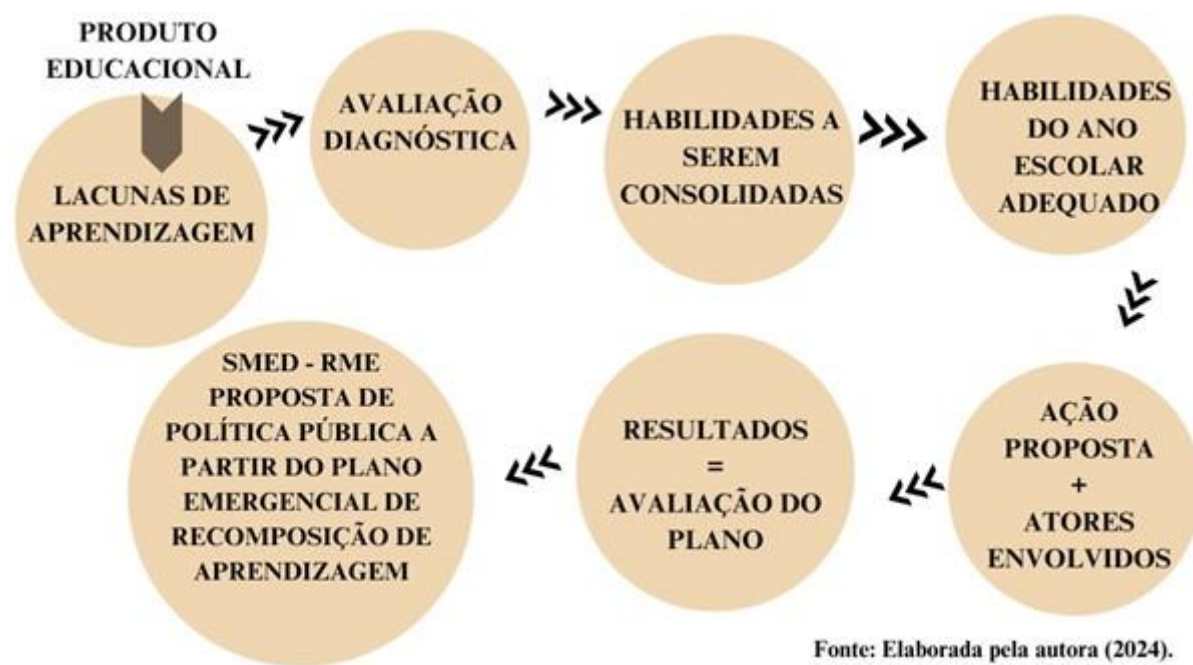 PRODUTO
EDUCACIONAL
LACUNAS DE
APRENDIZAGEM
AVALIAÇÃO
DIAGNÓSTICA
HABILIDADES A
SEREM
CONSOLIDADAS
HABILIDADES
DO ANO
ESCOLAR
ADEQUADO
AÇÃO
PROPOSTA
+
ATORES
ENVOLVIDOS
RESULTADOS
=
AVALIAÇÃO DO
PLANO
SMED - RME
PROPOSTA DE
POLÍTICA PÚBLICA A
PARTIR DO PLANO
EMERGENCIAL DE
RECOMPOSIÇÃO DE
APRENDIZAGEM
Fonte: Elaborada pela autora (2024).